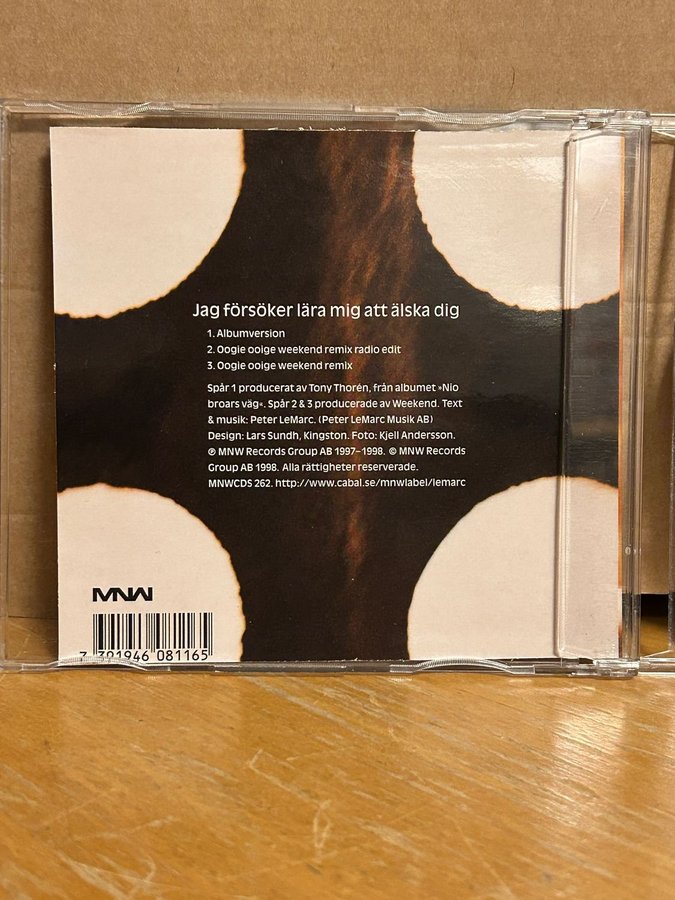 Jag försöker lära mig att älska dig
1. Albumversion
2. Oogie ooige weekend remix radio edit
3. Oogie ooige weekend remix
Spår 1 producerat av Tony Thorén, från albumet »Nio
broars väg«. Spår 2 & 3 producerade av Weekend. Text
& musik: Peter LeMarc. (Peter LeMarc Musik AB)
Design: Lars Sundh, Kingston. Foto: Kjell Andersson.
℗ MNW Records Group AB 1997–1998. © MNW Records
Group AB 1998. Alla rättigheter reserverade.
MNWCDS 262. http://www.cabal.se/mnwlabel/lemarc
MNW
7 391946 081165